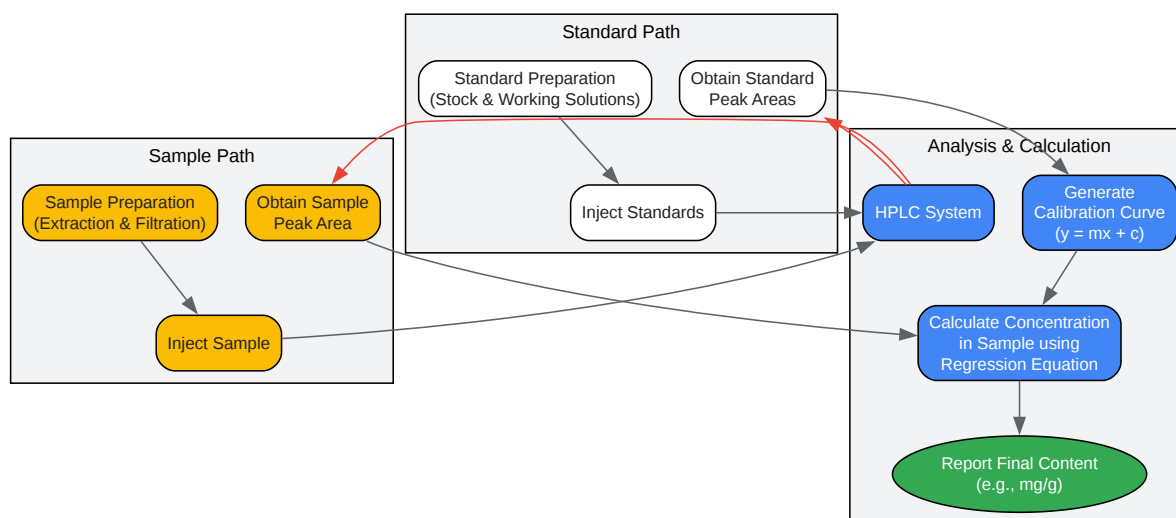 Standard Path
Standard Preparation
(Stock & Working Solutions)
Obtain Standard
Peak Areas
Inject Standards
Sample Path
Sample Preparation
(Extraction & Filtration)
Obtain Sample
Peak Area
Inject Sample
Analysis & Calculation
HPLC System
Generate
Calibration Curve
(y = mx + c)
Calculate Concentration
in Sample using
Regression Equation
Report Final Content
(e.g., mg/g)